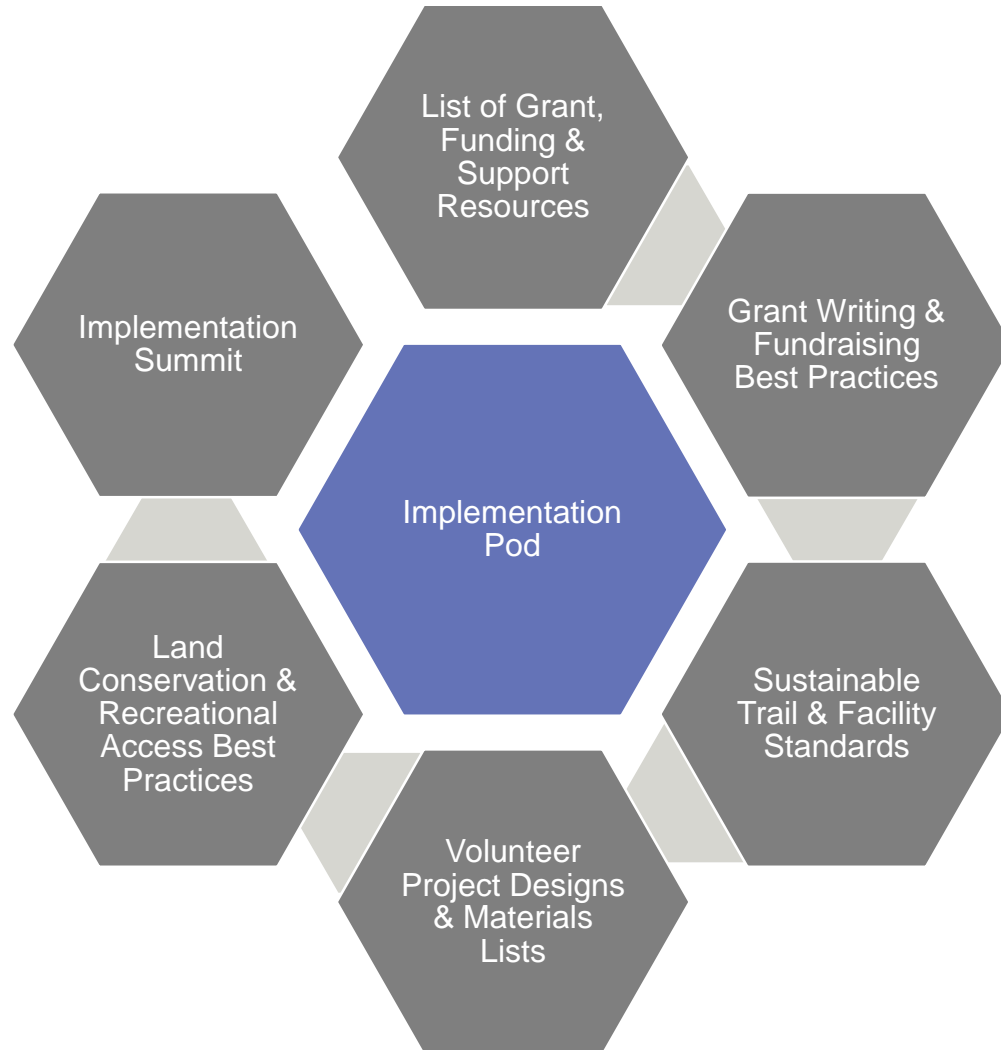 List of Grant,
Funding &
Support
Resources
Implementation
Summit
Grant Writing &
Fundraising
Best Practices
Implementation
Pod
Land
Conservation &
Recreational
Access Best
Practices
Sustainable
Trail & Facility
Standards
Volunteer
Project Designs
& Materials
Lists